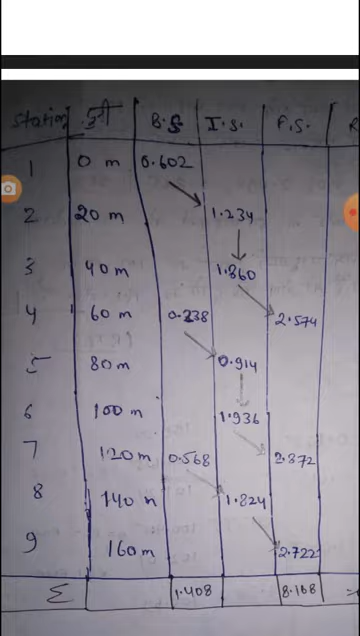 Station दूरी B.S I.S. F.S. R
1 0 m 0.602
2 20 m 1.234
3 40 m 1.860
4 60 m 0.238 2.574
5 80 m 0.914
6 100 m 1.936
7 120 m 0.568 2.872
8 140 m 1.824
9 160 m 2.722
Σ 1.408 8.168